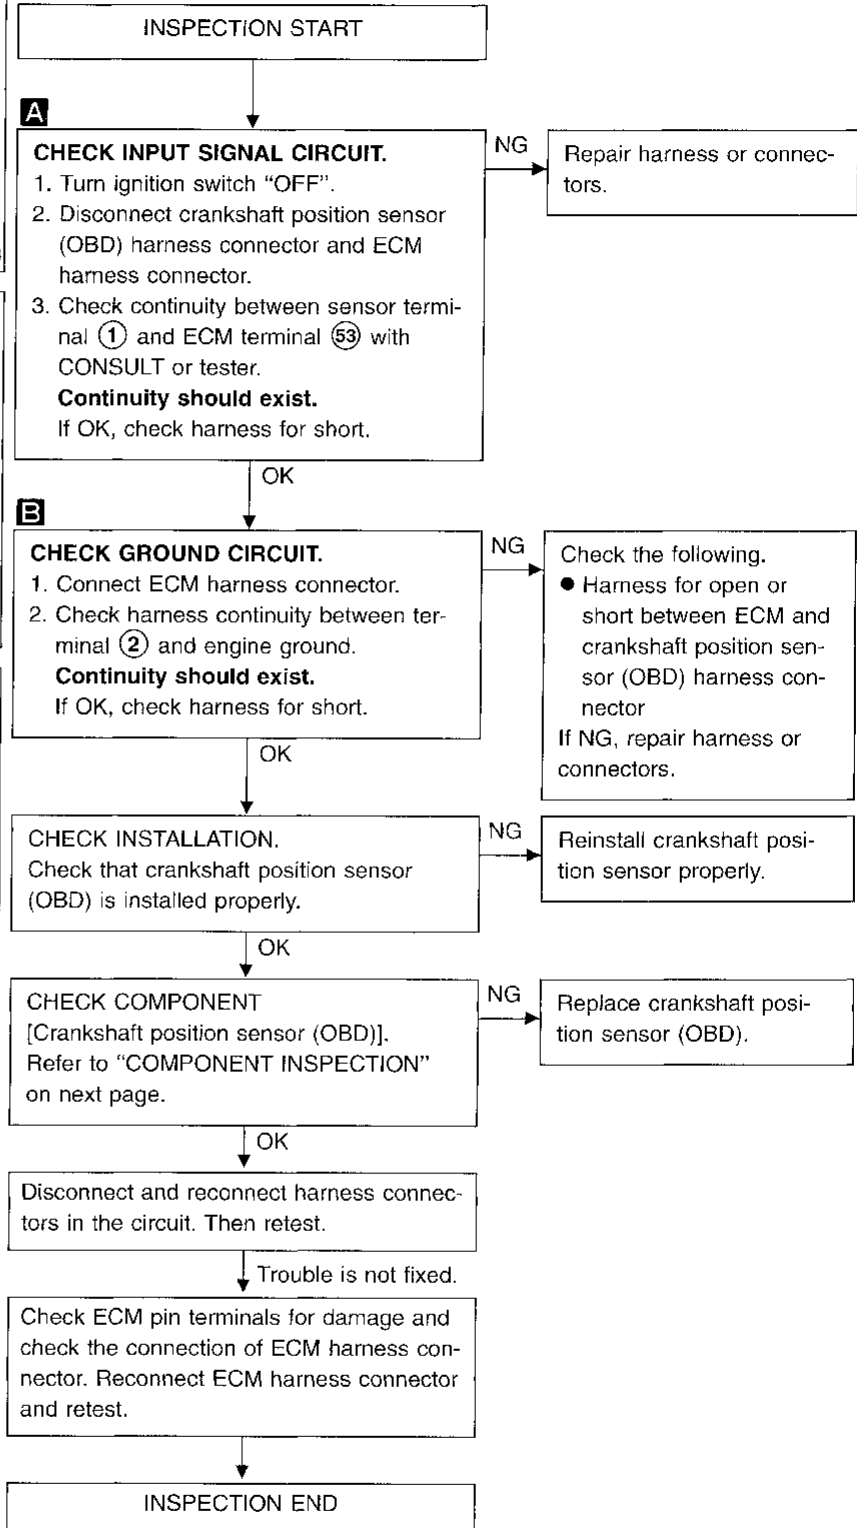 INSPECTION START
A
CHECK INPUT SIGNAL CIRCUIT.
1. Turn ignition switch “OFF”.
2. Disconnect crankshaft position sensor
(OBD) harness connector and ECM
harness connector.
3. Check continuity between sensor termi-
nal ① and ECM terminal 53 with
CONSULT or tester.
Continuity should exist.
If OK, check harness for short.
NG
Repair harness or connec-
tors.
OK
B
CHECK GROUND CIRCUIT.
1. Connect ECM harness connector.
2. Check harness continuity between ter-
minal ② and engine ground.
Continuity should exist.
If OK, check harness for short.
NG
Check the following.
● Harness for open or
short between ECM and
crankshaft position sen-
sor (OBD) harness con-
nector
If NG, repair harness or
connectors.
OK
CHECK INSTALLATION.
Check that crankshaft position sensor
(OBD) is installed properly.
NG
Reinstall crankshaft posi-
tion sensor properly.
OK
CHECK COMPONENT
[Crankshaft position sensor (OBD)].
Refer to “COMPONENT INSPECTION”
on next page.
NG
Replace crankshaft posi-
tion sensor (OBD).
OK
Disconnect and reconnect harness connec-
tors in the circuit. Then retest.
Trouble is not fixed.
Check ECM pin terminals for damage and
check the connection of ECM harness con-
nector. Reconnect ECM harness connector
and retest.
INSPECTION END